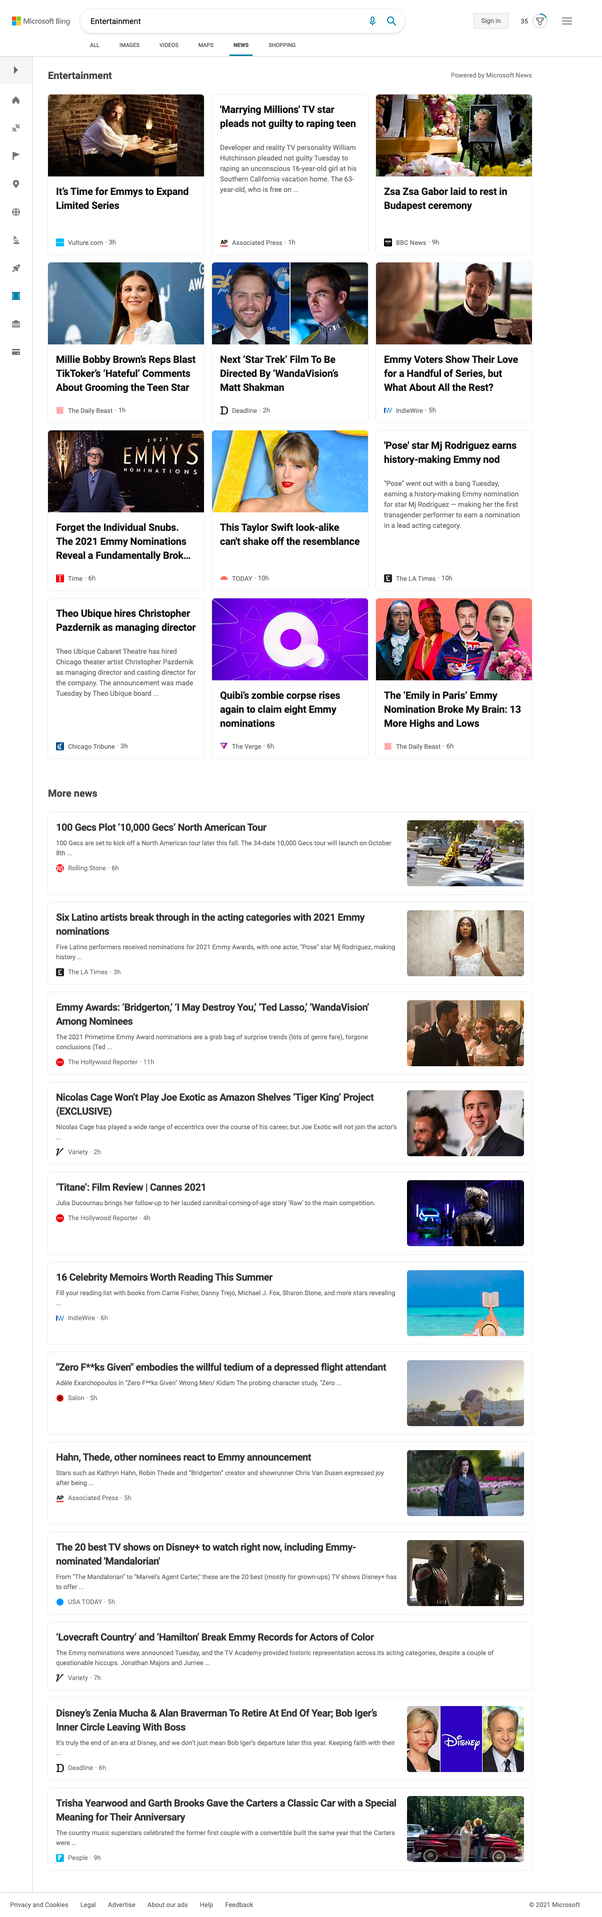 Microsoft Bing
Entertainment
Sign in
35
ALL
IMAGES
VIDEOS
MAPS
NEWS
SHOPPING
Entertainment
Powered by Microsoft News
It's Time for Emmys to Expand
Limited Series
Vulture.com · 3h
'Marrying Millions' TV star
pleads not guilty to raping teen
Developer and reality TV personality William
Hutchinson pleaded not guilty Tuesday to
raping an unconscious 16-year-old girl at his
Southern California vacation home. The 63-
year-old, who is free on ...
AP Associated Press · 1h
Zsa Zsa Gabor laid to rest in
Budapest ceremony
BBC News · 9h
Millie Bobby Brown's Reps Blast
TikToker's 'Hateful' Comments
About Grooming the Teen Star
The Daily Beast · 1h
Next 'Star Trek' Film To Be
Directed By 'WandaVision's
Matt Shakman
D Deadline · 2h
Emmy Voters Show Their Love
for a Handful of Series, but
What About All the Rest?
IW IndieWire · 5h
2021
EMMYS
NOMINATIONS
Forget the Individual Snubs.
The 2021 Emmy Nominations
Reveal a Fundamentally Brok...
Time · 6h
This Taylor Swift look-alike
can't shake off the resemblance
TODAY · 10h
'Pose' star Mj Rodriguez earns
history-making Emmy nod
"Pose" went out with a bang Tuesday,
earning a history-making Emmy nomination
for star Mj Rodriguez — making her the first
transgender performer to earn a nomination
in a lead acting category.
The LA Times · 10h
Theo Ubique hires Christopher
Pazdernik as managing director
Theo Ubique Cabaret Theatre has hired
Chicago theater artist Christopher Pazdernik
as managing director and casting director for
the company. The announcement was made
Tuesday by Theo Ubique board ...
Chicago Tribune · 3h
Quibi's zombie corpse rises
again to claim eight Emmy
nominations
The Verge · 6h
The 'Emily in Paris' Emmy
Nomination Broke My Brain: 13
More Highs and Lows
The Daily Beast · 6h
More news
100 Gecs Plot '10,000 Gecs' North American Tour
100 Gecs are set to kick off a North American tour later this fall. The 34-date 10,000 Gecs tour will launch on October
8th ...
Rolling Stone · 6h
Six Latino artists break through in the acting categories with 2021 Emmy
nominations
Five Latino performers received nominations for 2021 Emmy Awards, with one actor, "Pose" star Mj Rodriguez, making
history ...
The LA Times · 3h
Emmy Awards: 'Bridgerton,' 'I May Destroy You,' 'Ted Lasso,' 'WandaVision'
Among Nominees
The 2021 Primetime Emmy Award nominations are a grab bag of surprise trends (lots of genre fare), forgone
conclusions (Ted ...
The Hollywood Reporter · 11h
Nicolas Cage Won't Play Joe Exotic as Amazon Shelves 'Tiger King' Project
(EXCLUSIVE)
Nicolas Cage has played a wide range of eccentrics over the course of his career, but Joe Exotic will not join the actor's
...
Variety · 2h
'Titane': Film Review | Cannes 2021
Julia Ducournau brings her follow-up to her lauded cannibal-coming-of-age story 'Raw' to the main competition.
The Hollywood Reporter · 4h
16 Celebrity Memoirs Worth Reading This Summer
Fill your reading list with books from Carrie Fisher, Danny Trejo, Michael J. Fox, Sharon Stone, and more stars revealing
...
IW IndieWire · 6h
"Zero F**ks Given" embodies the willful tedium of a depressed flight attendant
Adèle Exarchopoulos in "Zero F**ks Given" Wrong Men/ Kidam The probing character study, "Zero ...
Salon · 5h
Hahn, Thede, other nominees react to Emmy announcement
Stars such as Kathryn Hahn, Robin Thede and "Bridgerton" creator and showrunner Chris Van Dusen expressed joy
after being ...
AP Associated Press · 5h
The 20 best TV shows on Disney+ to watch right now, including Emmy-
nominated 'Mandalorian'
From "The Mandalorian" to "Marvel's Agent Carter," these are the 20 best (mostly for grown-ups) TV shows Disney+ has
to offer ...
USA TODAY · 5h
'Lovecraft Country' and 'Hamilton' Break Emmy Records for Actors of Color
The Emmy nominations were announced Tuesday, and the TV Academy provided historic representation across its acting categories, despite a couple of
questionable hiccups. Jonathan Majors and Jurnee ...
Variety · 7h
Disney's Zenia Mucha & Alan Braverman To Retire At End Of Year; Bob Iger's
Inner Circle Leaving With Boss
It's truly the end of an era at Disney, and we don't just mean Bob Iger's departure later this year. Keeping faith with their
...
D Deadline · 6h
Disney
Trisha Yearwood and Garth Brooks Gave the Carters a Classic Car with a Special
Meaning for Their Anniversary
The country music superstars celebrated the former first couple with a convertible built the same year that the Carters
were ...
People · 9h
Privacy and Cookies
Legal
Advertise
About our ads
Help
Feedback
© 2021 Microsoft